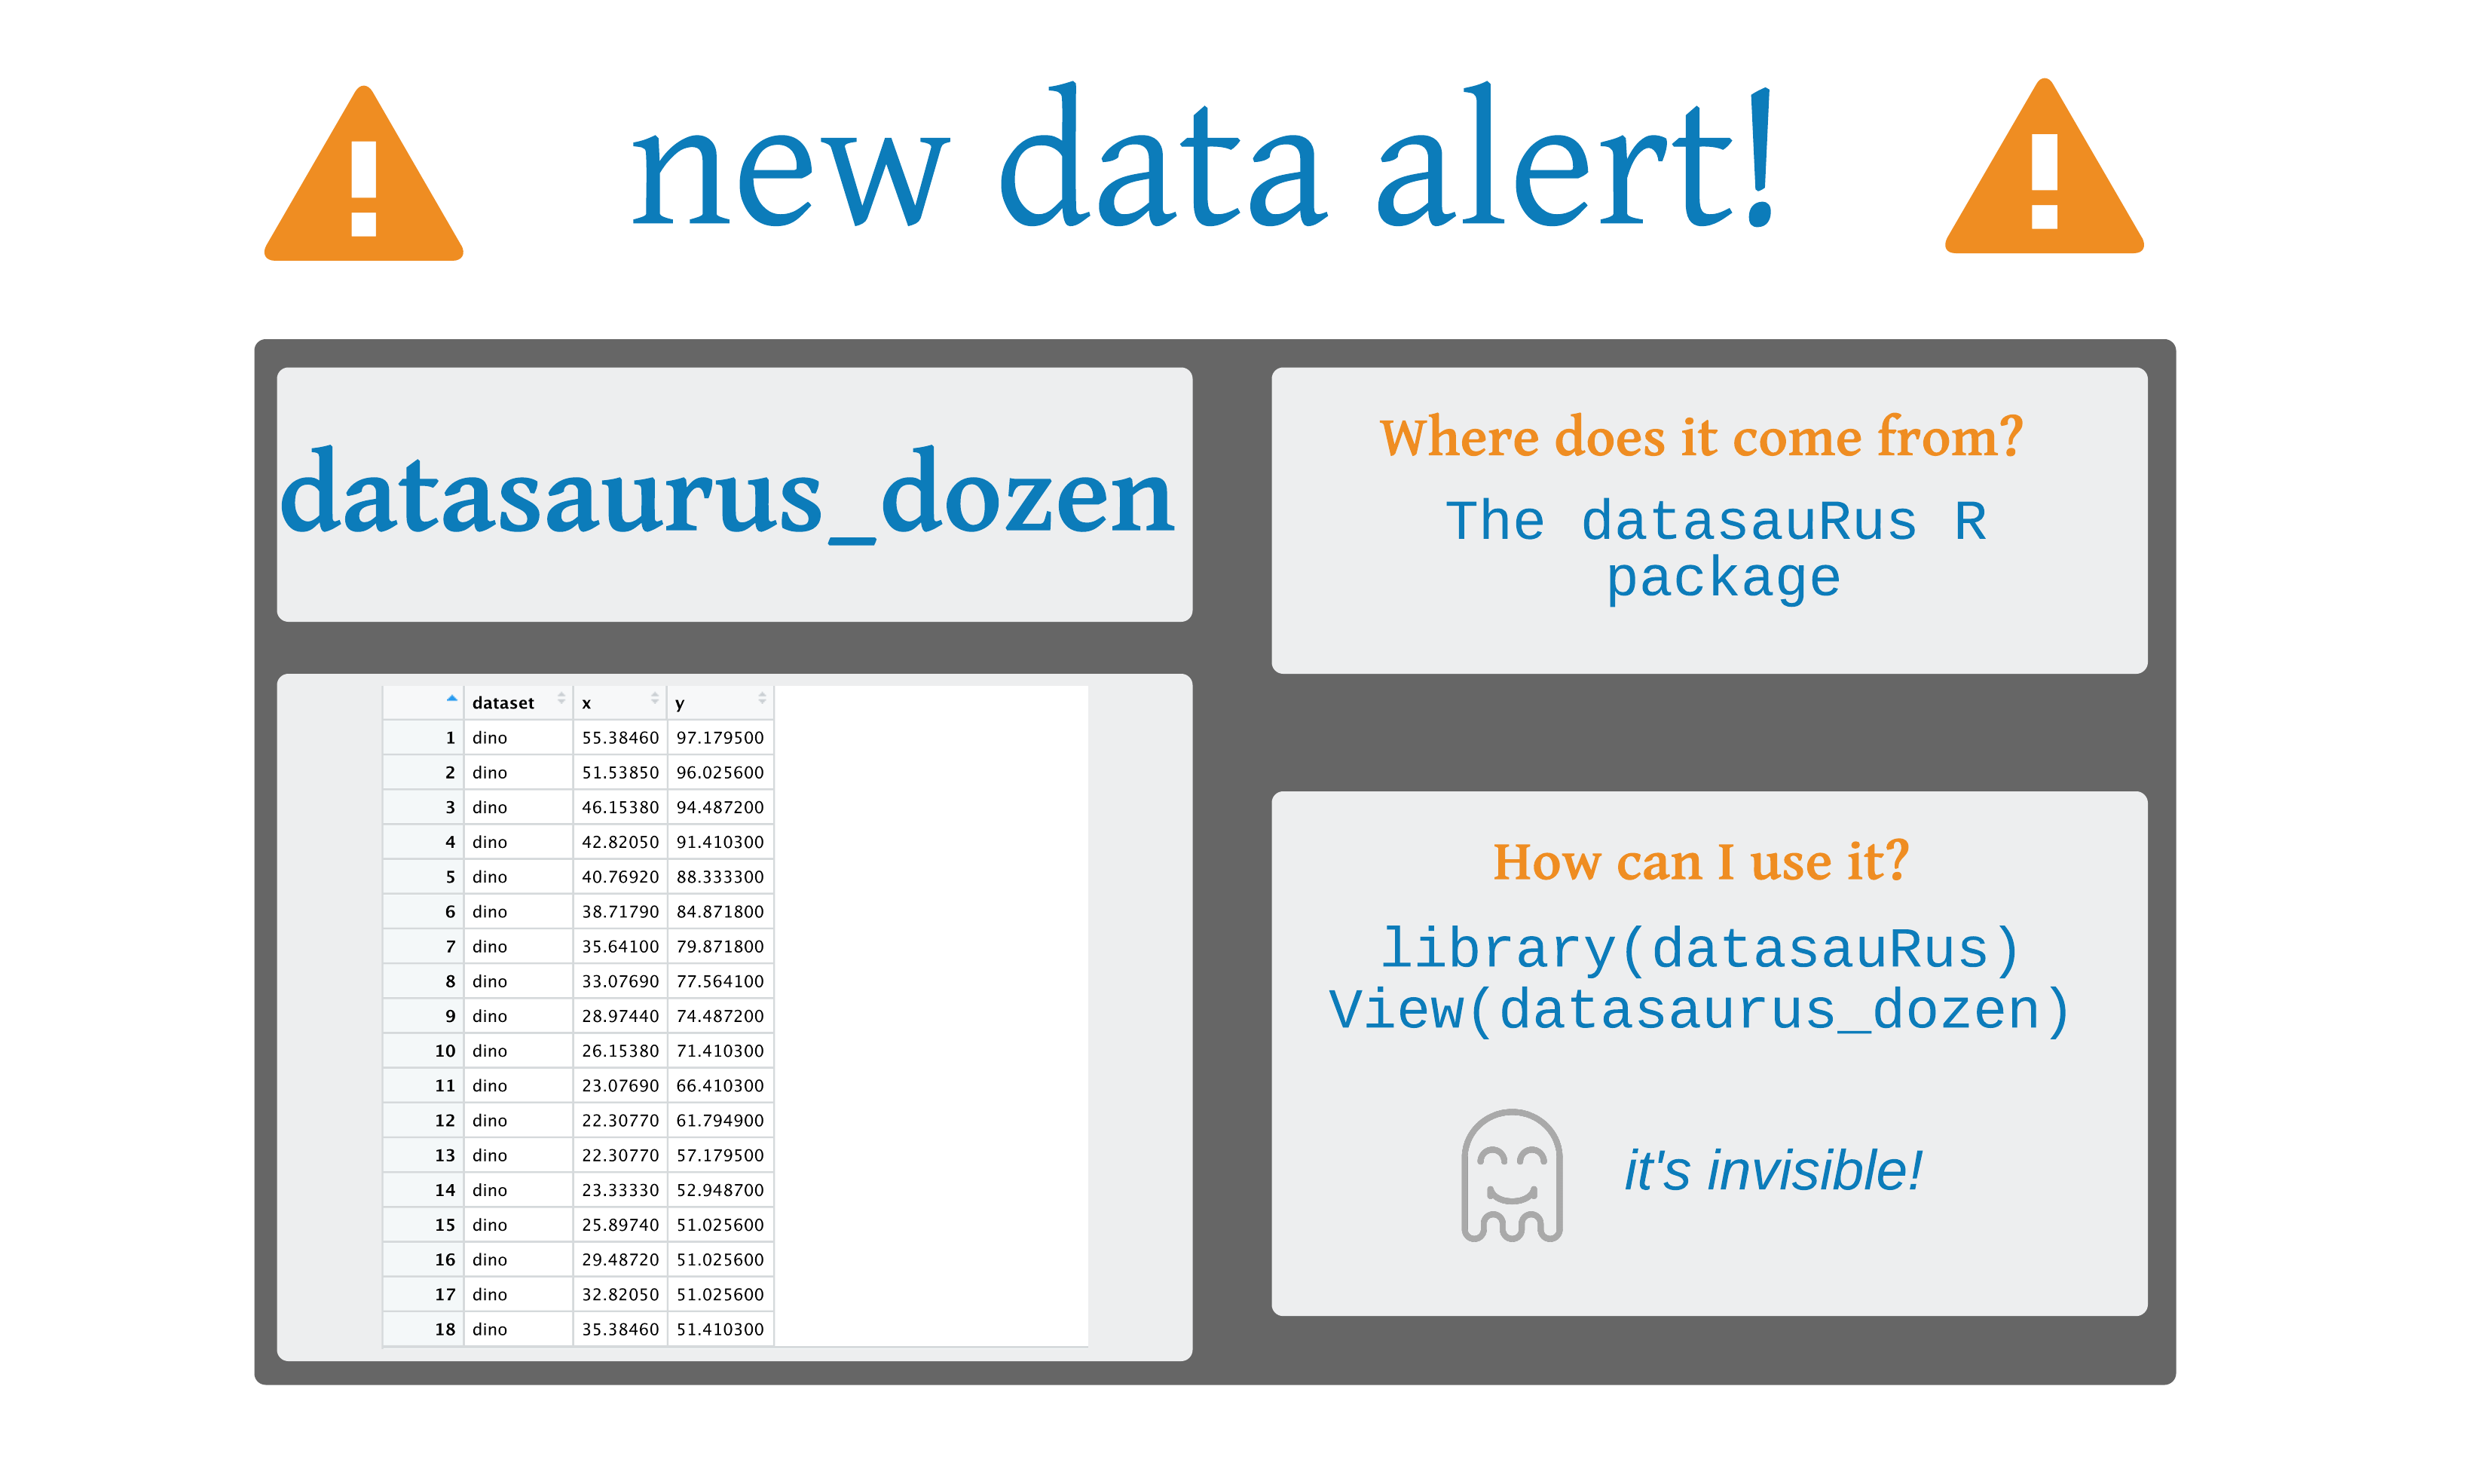 new data alert!
datasaurus_dozen
dataset x y
1 dino 55.38460 97.179500
2 dino 51.53850 96.025600
3 dino 46.15380 94.487200
4 dino 42.82050 91.410300
5 dino 40.76920 88.333300
6 dino 38.71790 84.871800
7 dino 35.64100 79.871800
8 dino 33.07690 77.564100
9 dino 28.97440 74.487200
10 dino 26.15380 71.410300
11 dino 23.07690 66.410300
12 dino 22.30770 61.794900
13 dino 22.30770 57.179500
14 dino 23.33330 52.948700
15 dino 25.89740 51.025600
16 dino 29.48720 51.025600
17 dino 32.82050 51.025600
18 dino 35.38460 51.410300
Where does it come from?
The datasauRus R
package
How can I use it?
library(datasauRus)
View(datasaurus_dozen)
it's invisible!